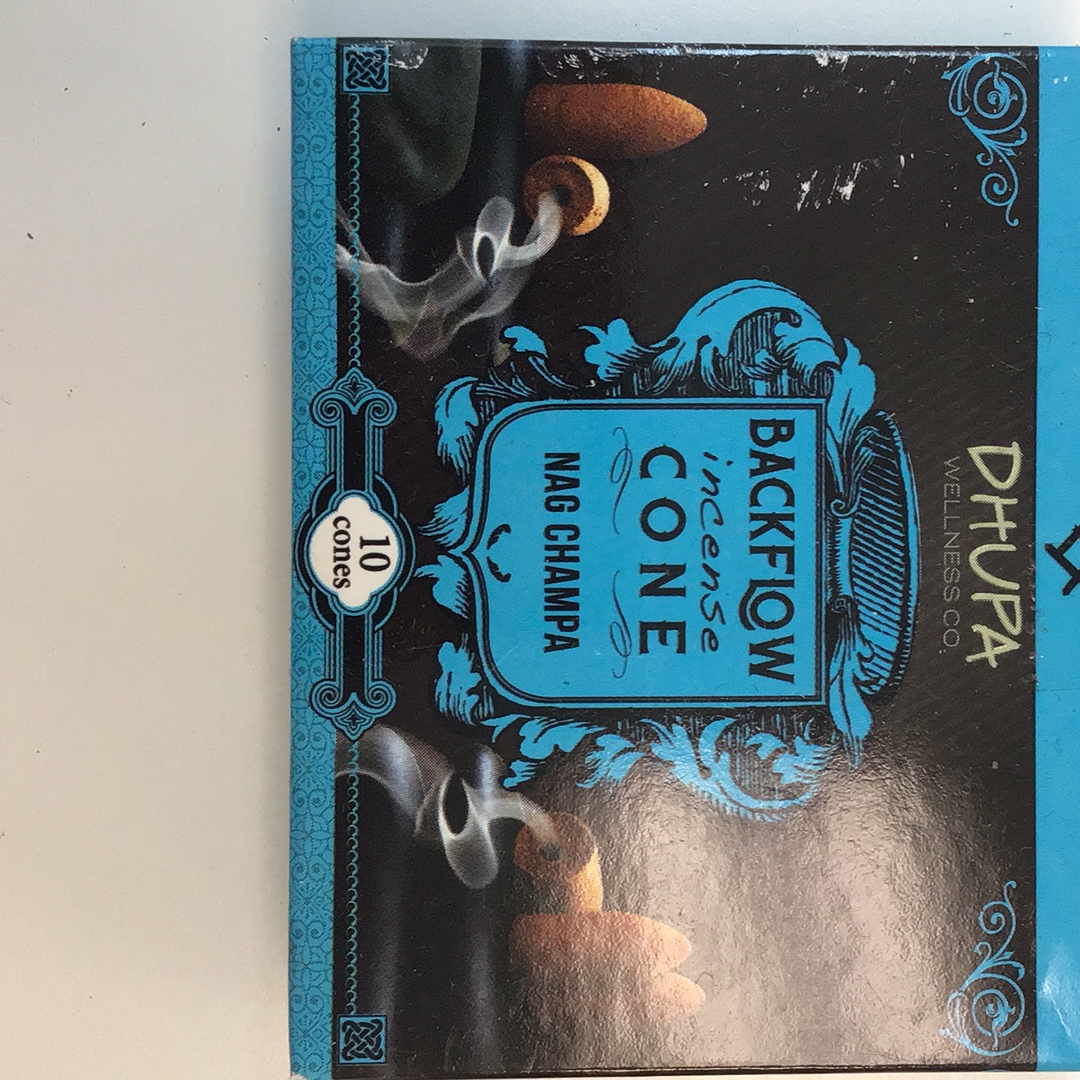 DHUPA
WELLNESS CO.
BACKFLOW
incense
CONE
NAG CHAMPA
10
cones